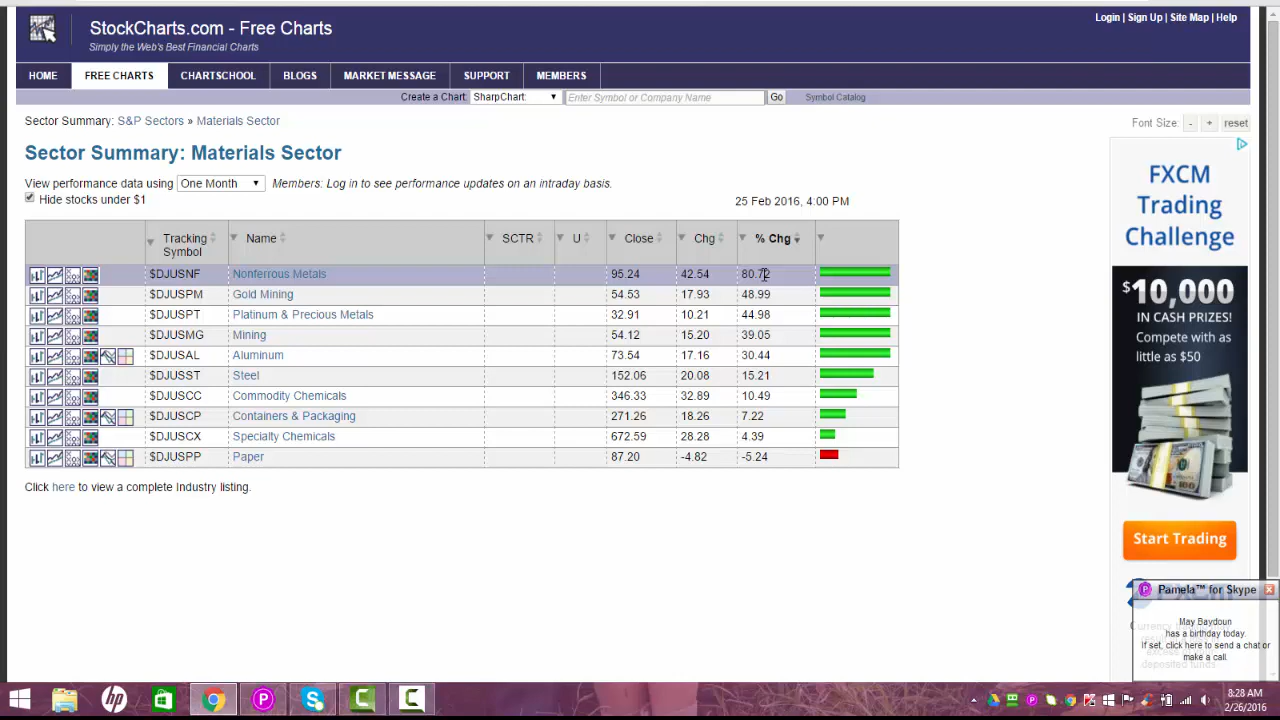 StockCharts.com - Free Charts
Simply the Web's Best Financial Charts
Login | Sign Up | Site Map | Help
HOME FREE CHARTS CHARTSCHOOL BLOGS MARKET MESSAGE SUPPORT MEMBERS
Create a Chart: SharpChart: Enter Symbol or Company Name Go Symbol Catalog
Sector Summary: S&P Sectors » Materials Sector
Font Size: - + reset
Sector Summary: Materials Sector
View performance data using One Month Members: Log in to see performance updates on an intraday basis.
Hide stocks under $1
25 Feb 2016, 4:00 PM
Tracking Symbol Name SCTR U Close Chg % Chg
$DJUSNF Nonferrous Metals 95.24 42.54 80.72
$DJUSPM Gold Mining 54.53 17.93 48.99
$DJUSPT Platinum & Precious Metals 32.91 10.21 44.98
$DJUSMG Mining 54.12 15.20 39.05
$DJUSAL Aluminum 73.54 17.16 30.44
$DJUSST Steel 152.06 20.08 15.21
$DJUSCC Commodity Chemicals 346.33 32.89 10.49
$DJUSCP Containers & Packaging 271.26 18.26 7.22
$DJUSCX Specialty Chemicals 672.59 28.28 4.39
$DJUSPP Paper 87.20 -4.82 -5.24
Click here to view a complete Industry listing.
FXCM
Trading
Challenge
$10,000
IN CASH PRIZES!
Compete with as
little as $50
Start Trading
Pamela™ for Skype
May Baydoun
has a birthday today.
If set, click here to send a chat or
make a call.
8:28 AM
2/26/2016